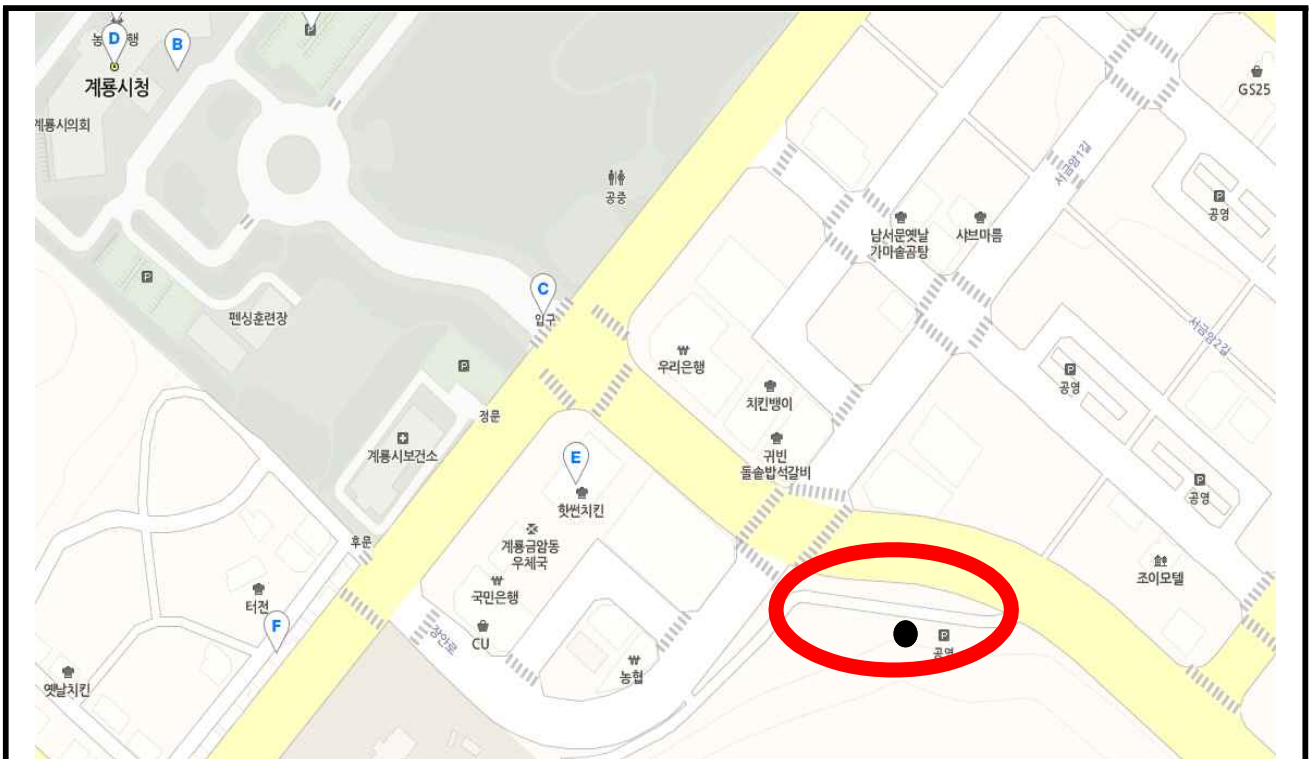 D
B
계룡시청
계룡시의회
P
P
펜싱훈련장
공중
C
입구
P
정문
계룡시보건소
후문
터전
F
옛날치킨
E
핫썬치킨
계룡금암동
우체국
₩
국민은행
CU
장안로
₩
농협
₩
우리은행
치킨뱅이
귀빈
돌솥밥석갈비
남서문옛날
가마솥곰탕
샤브마름
서금암1길
GS25
P
공영
서금암2길
P
공영
P
공영
조이모텔
P
공영